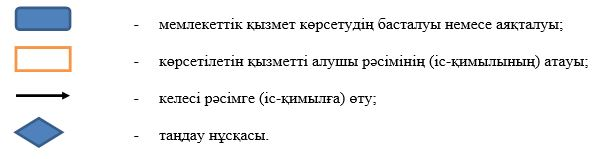 - мемлекеттік қызмет көрсетудің басталуы немесе аяқталуы;
- көрсетілетін қызметті алушы рәсімінің (іс-қимылының) атауы;
- келесі рәсімге (іс-қимылға) өту;
- таңдау нұсқасы.